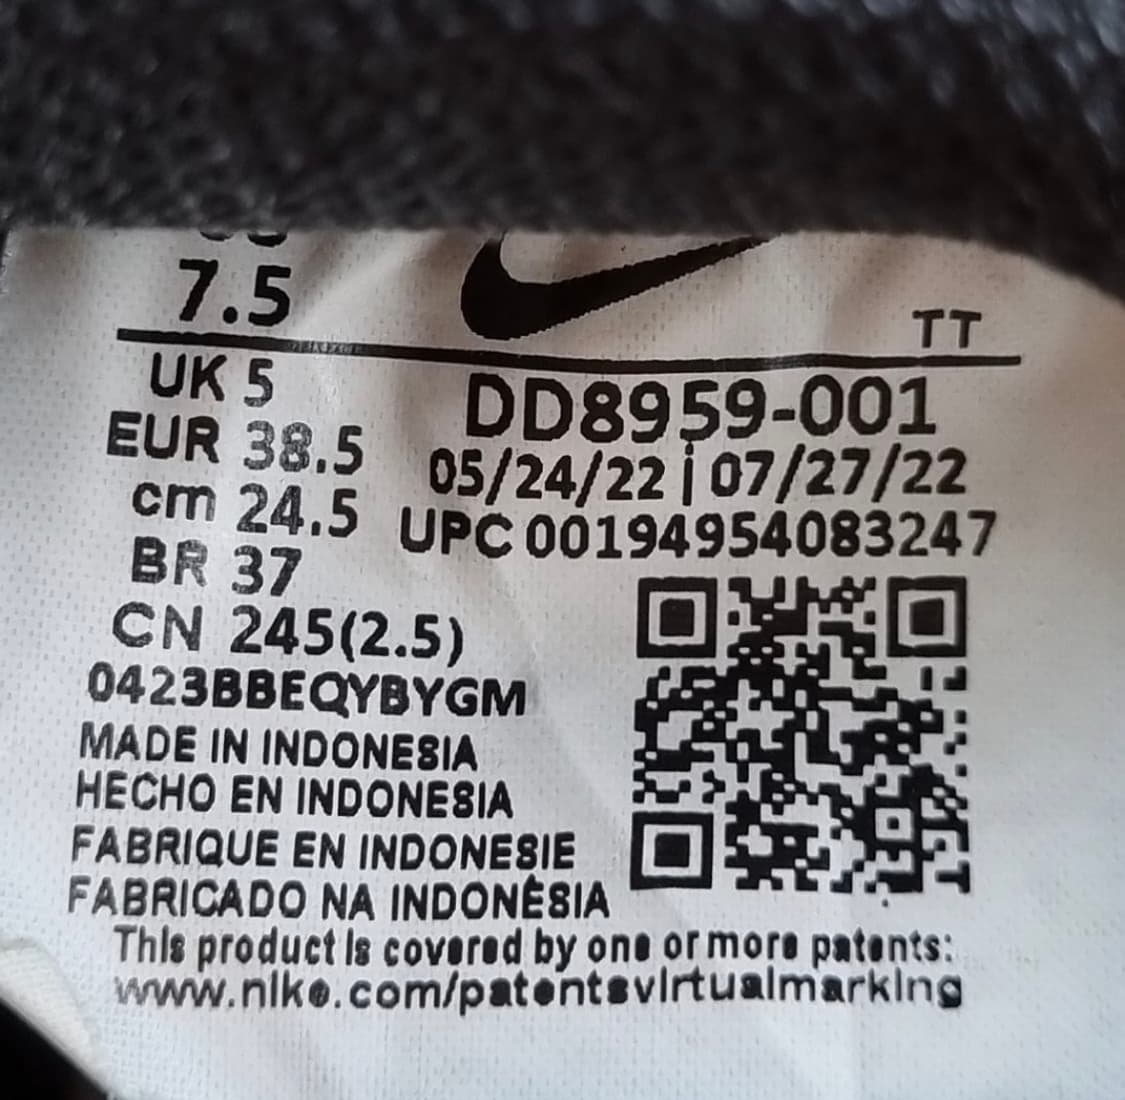 7.5
TT
UK 5
DD8959-001
EUR 38.5
05/24/22 | 07/27/22
cm 24.5
UPC 00194954083247
BR 37
CN 245(2.5)
0423BBEQYBYGM
MADE IN INDONESIA
HECHO EN INDONESIA
FABRIQUE EN INDONESIE
FABRICADO NA INDONÉSIA
This product is covered by one or more patents:
www.nike.com/patentsvirtualmarking